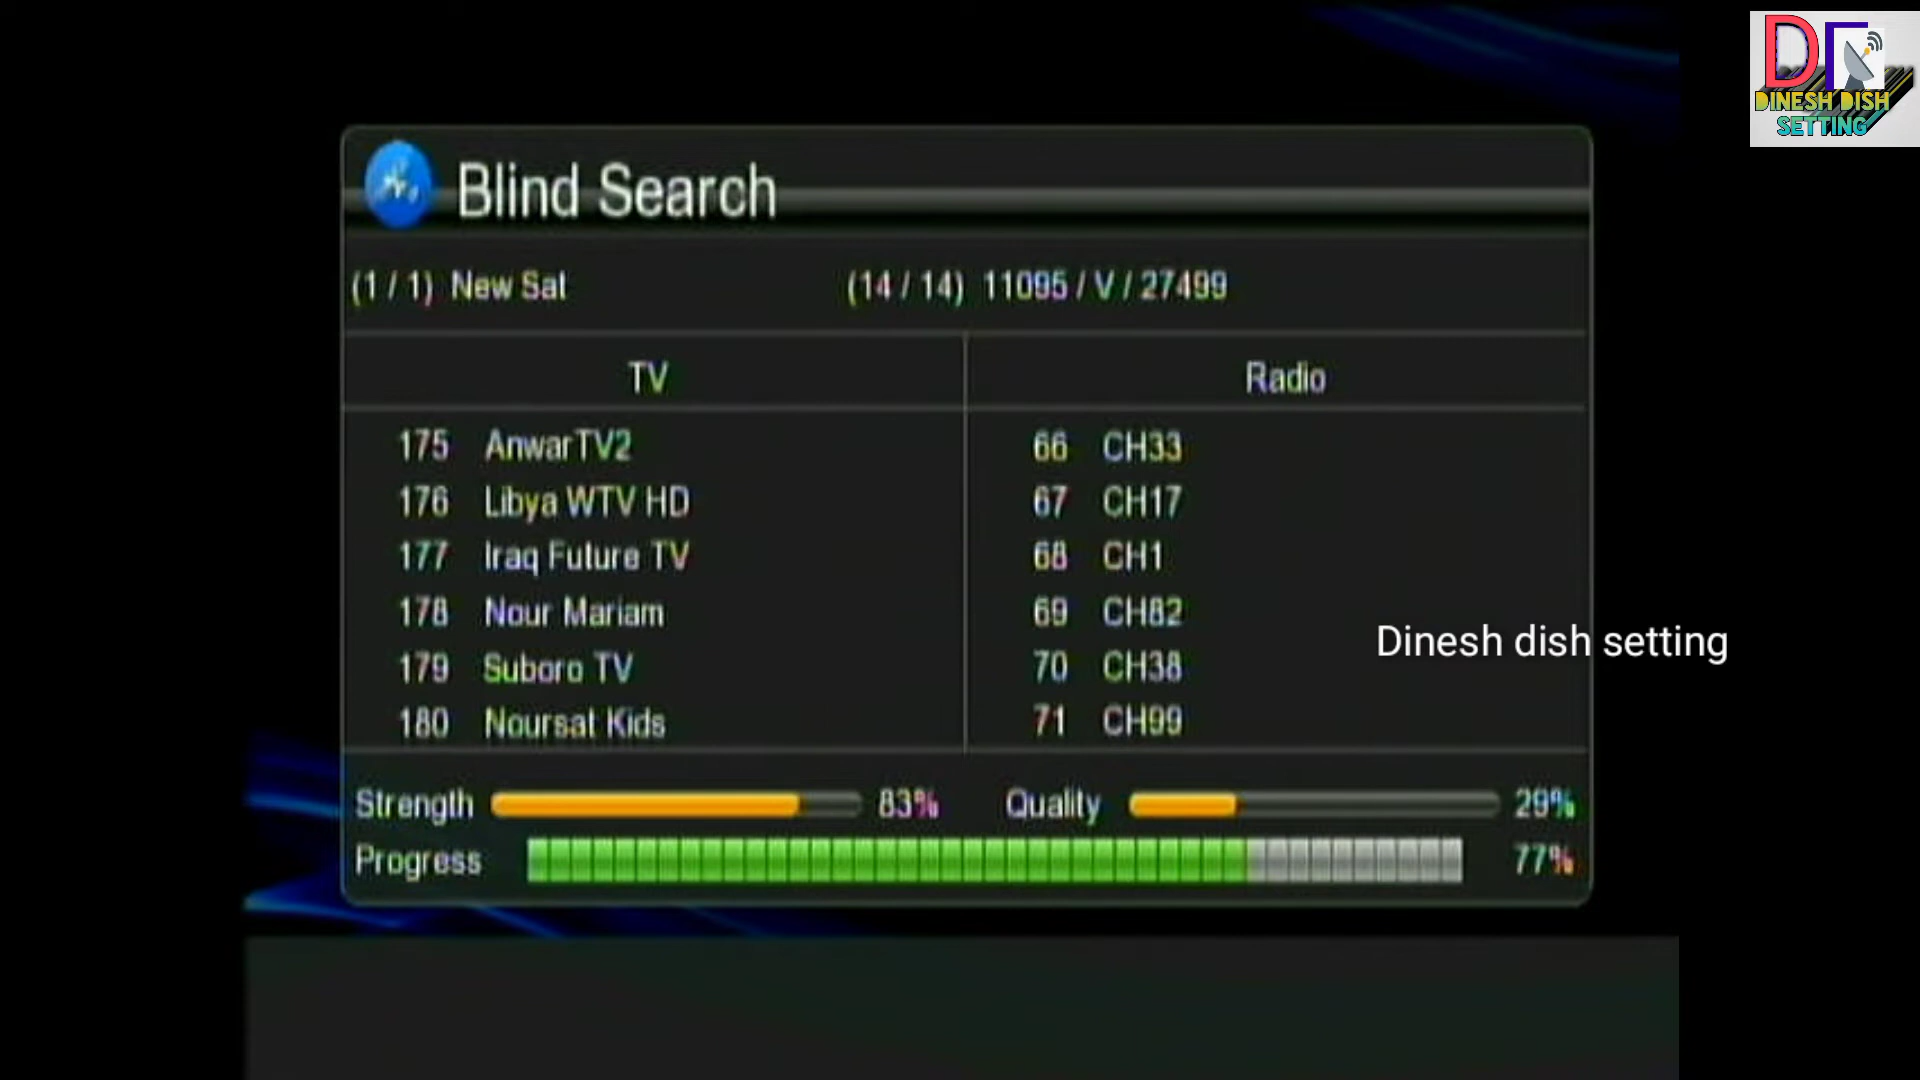 DF
DINESH DISH
SETTING
Blind Search
(1 / 1) New Sat (14 / 14) 11095 / V / 27499
TV Radio
175 AnwarTV2 66 CH33
176 Libya WTV HD 67 CH17
177 Iraq Future TV 68 CH1
178 Nour Mariam 69 CH82
179 Suboro TV 70 CH38
180 Noursat Kids 71 CH99
Dinesh dish setting
Strength 83% Quality 29%
Progress 77%